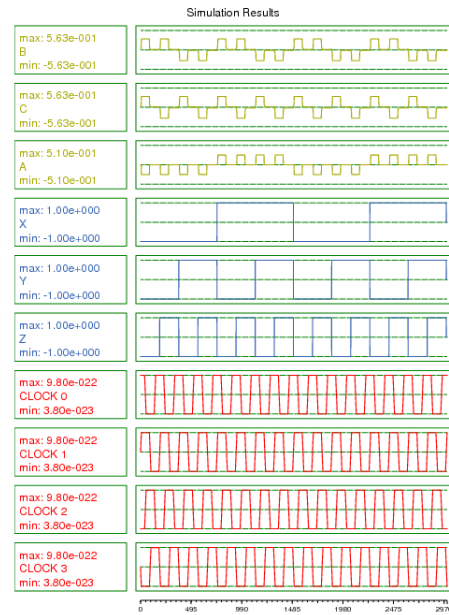 Simulation Results
max: 5.63e-001
B
min: -5.63e-001
max: 5.63e-001
C
min: -5.63e-001
max: 5.10e-001
A
min: -5.10e-001
max: 1.00e+000
X
min: -1.00e+000
max: 1.00e+000
Y
min: -1.00e+000
max: 1.00e+000
Z
min: -1.00e+000
max: 9.80e-022
CLOCK 0
min: 3.80e-023
max: 9.80e-022
CLOCK 1
min: 3.80e-023
max: 9.80e-022
CLOCK 2
min: 3.80e-023
max: 9.80e-022
CLOCK 3
min: 3.80e-023
0 495 990 1485 1980 2475